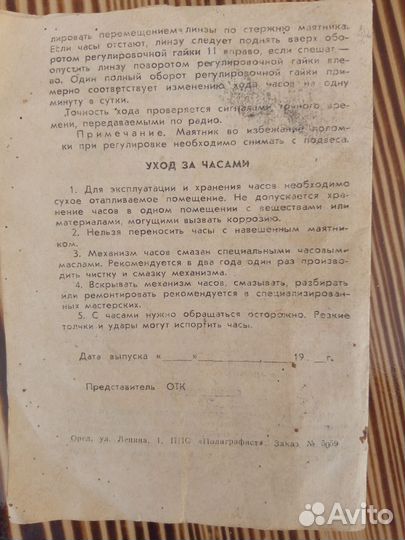 лировать перемещением линзы по стержню маятника.
Если часы отстают, линзу следует поднять вверх обо-
ротом регулировочной гайки 11 вправо, если спешат —
опустить линзу поворотом регулировочной гайки вле-
во. Один полный оборот регулировочной гайки при-
мерно соответствует изменению хода часов на одну
минуту в сутки.
Точность хода проверяется сигналами точного вре-
мени, передаваемыми по радио.
Примечание. Маятник во избежание полом-
ки при регулировке необходимо снимать с подвеса.
УХОД ЗА ЧАСАМИ
1. Для эксплуатации и хранения часов необходимо
сухое отапливаемое помещение. Не допускается хра-
нение часов в одном помещении с веществами или
материалами, могущими вызвать коррозию.
2. Нельзя перекосить часы с навешенным маятни-
ком.
3. Механизм часов смазан специальными часовыми
маслами. Рекомендуется в два года один раз произво-
дить чистку и смазку механизма.
4. Вскрывать механизм часов, смазывать, разбирать
или ремонтировать рекомендуется в специализирован-
ных мастерских.
5. С часами нужно обращаться осторожно. Резкие
толчки и удары могут испортить часы.
Дата выпуска «____«__________19__г.
Представитель ОТК ____________
Орел, ул. Ленина, 1, ППС «Полиграфист». Заказ № 5659
Avito